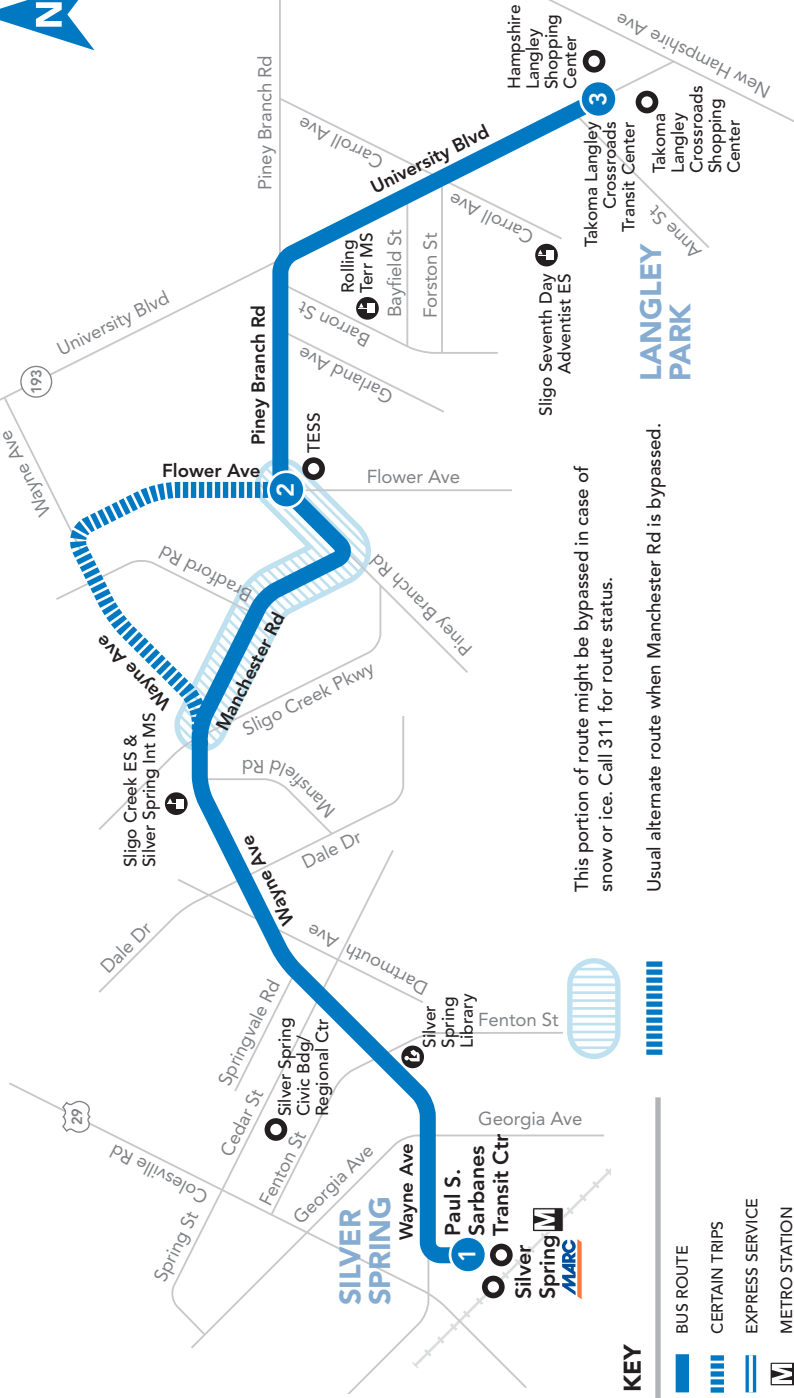 N
Piney Branch Rd
Hampshire
Langley
Shopping
Center
New Hampshire Ave
3
Carroll Ave
University Blvd
Takoma Langley
Crossroads
Transit Center
Takoma
Langley
Crossroads
Shopping
Center
Anne St
Carroll Ave
LANGLEY
PARK
Sligo Seventh Day
Adventist ES
Rolling
Terr MS
Bayfield St
Forston St
Barron St
Garland Ave
University Blvd
193
Wayne Ave
Piney Branch Rd
Flower Ave
2
TESS
Flower Ave
Bradford Rd
Piney Branch Rd
Wayne Ave
Manchester Rd
Sligo Creek Pkwy
Sligo Creek ES &
Silver Spring Int MS
Mansfield Rd
Dale Dr
Wayne Ave
Dale Dr
Dartmouth Ave
Springvale Rd
Silver
Spring
Library
Fenton St
Silver Spring
Civic Bdg/
Regional Ctr
Cedar St
Fenton St
29
Colesville Rd
Spring St
Georgia Ave
Georgia Ave
SILVER
SPRING
Wayne Ave
1
Paul S.
Sarbanes
Transit Ctr
Silver
Spring M
MARC
This portion of route might be bypassed in case of
snow or ice. Call 311 for route status.
Usual alternate route when Manchester Rd is bypassed.
KEY
BUS ROUTE
CERTAIN TRIPS
EXPRESS SERVICE
M METRO STATION